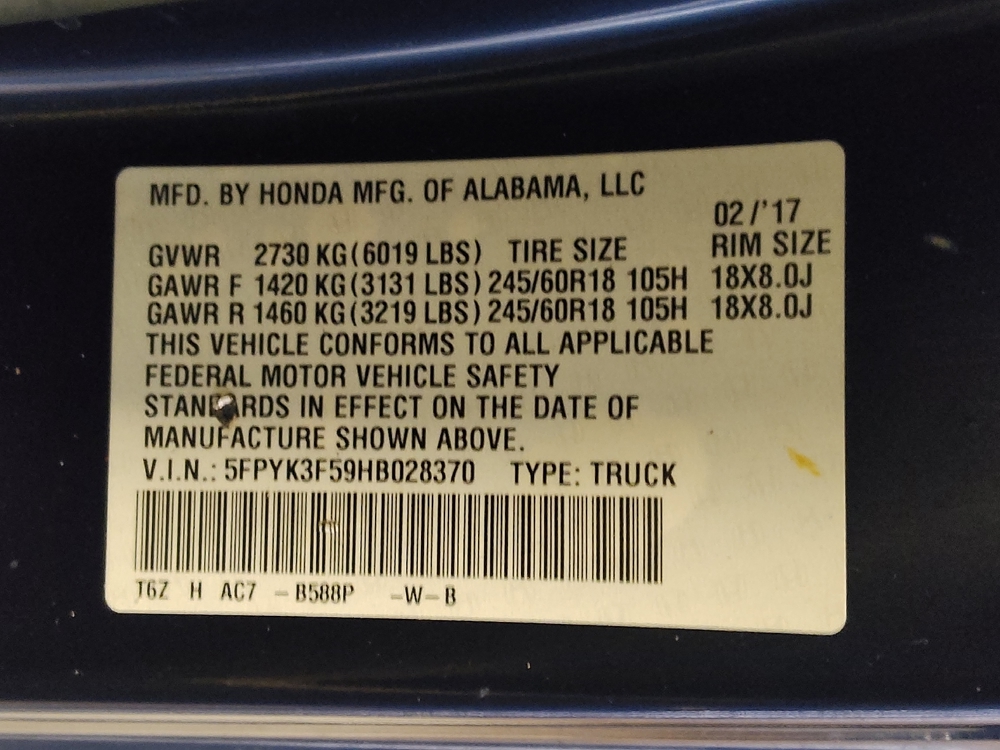 MFD. BY HONDA MFG. OF ALABAMA, LLC
02/'17
GVWR 2730 KG(6019 LBS) TIRE SIZE RIM SIZE
GAWR F 1420 KG(3131 LBS) 245/60R18 105H 18X8.0J
GAWR R 1460 KG(3219 LBS) 245/60R18 105H 18X8.0J
THIS VEHICLE CONFORMS TO ALL APPLICABLE
FEDERAL MOTOR VEHICLE SAFETY
STANDARDS IN EFFECT ON THE DATE OF
MANUFACTURE SHOWN ABOVE.
V.I.N.: 5FPYK3F59HB028370 TYPE: TRUCK
T6Z H AC7 -B588P -W-B